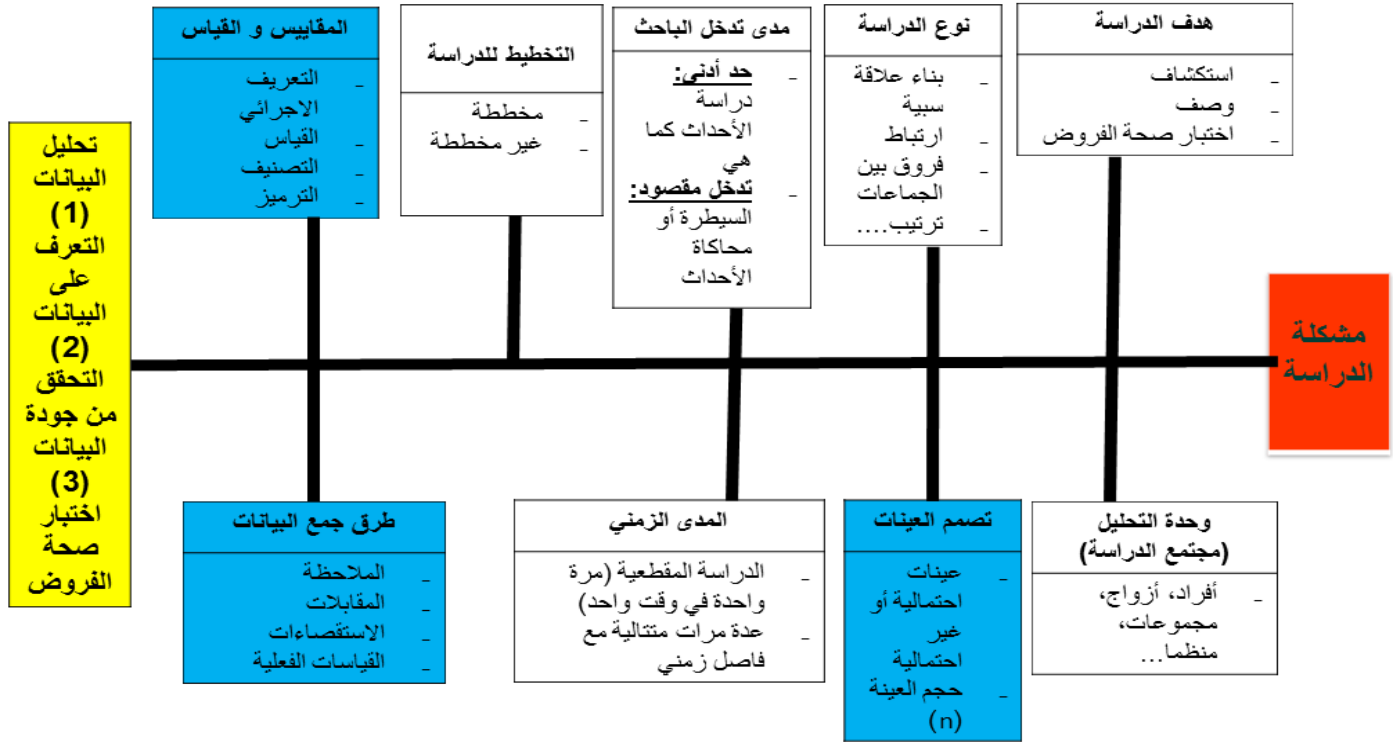 مشكلة
الدراسة
هدف الدراسة
- استكشاف
- وصف
- اختبار صحة الفروض
نوع الدراسة
- بناء علاقة
سبية
- ارتباط
- فروق بين
الجماعات
- ترتيب....
مدى تدخل الباحث
- حد أدنى:
دراسة
الأحداث كما
هي
- تدخل مقصود:
السيطرة أو
محاكاة
الأحداث
التخطيط للدراسة
- مخططة
- غير مخططة
المقاييس و القياس
- التعريف
الاجرائي
- القياس
- التصنيف
- الترميز
وحدة التحليل
(مجتمع الدراسة)
- أفراد، أزواج،
مجموعات،
منظما...
تصمم العينات
- عينات
احتمالية أو
غير
احتمالية
- حجم العينة
(n)
المدى الزمني
- الدراسة المقطعية (مرة
واحدة في وقت واحد)
- عدة مرات متتالية مع
فاصل زمني
طرق جمع البيانات
- الملاحظة
- المقابلات
- الاستقصاءات
- القياسات الفعلية
تحليل
البيانات
(1)
التعرف
على
البيانات
(2)
التحقق
من جودة
البيانات
(3)
اختبار
صحة
الفروض